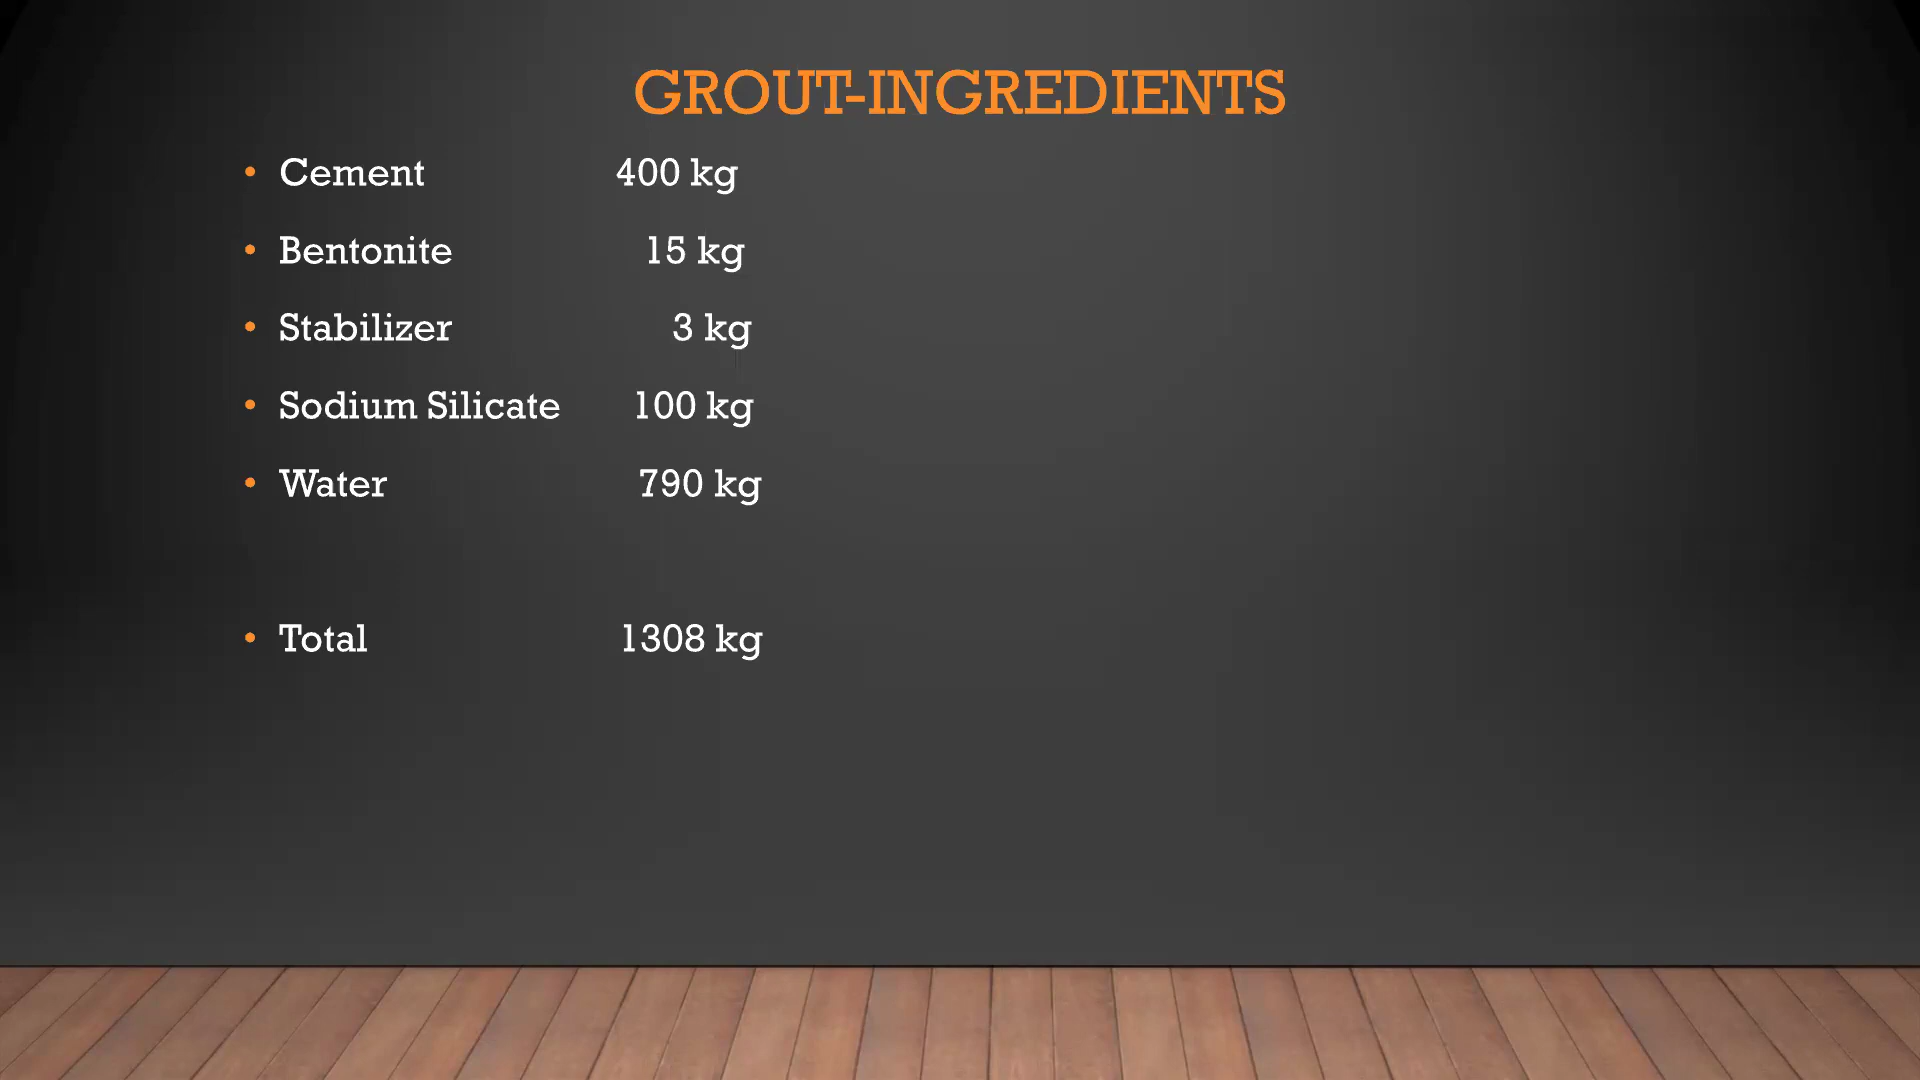 GROUT-INGREDIENTS
• Cement 400 kg
• Bentonite 15 kg
• Stabilizer 3 kg
• Sodium Silicate 100 kg
• Water 790 kg
• Total 1308 kg